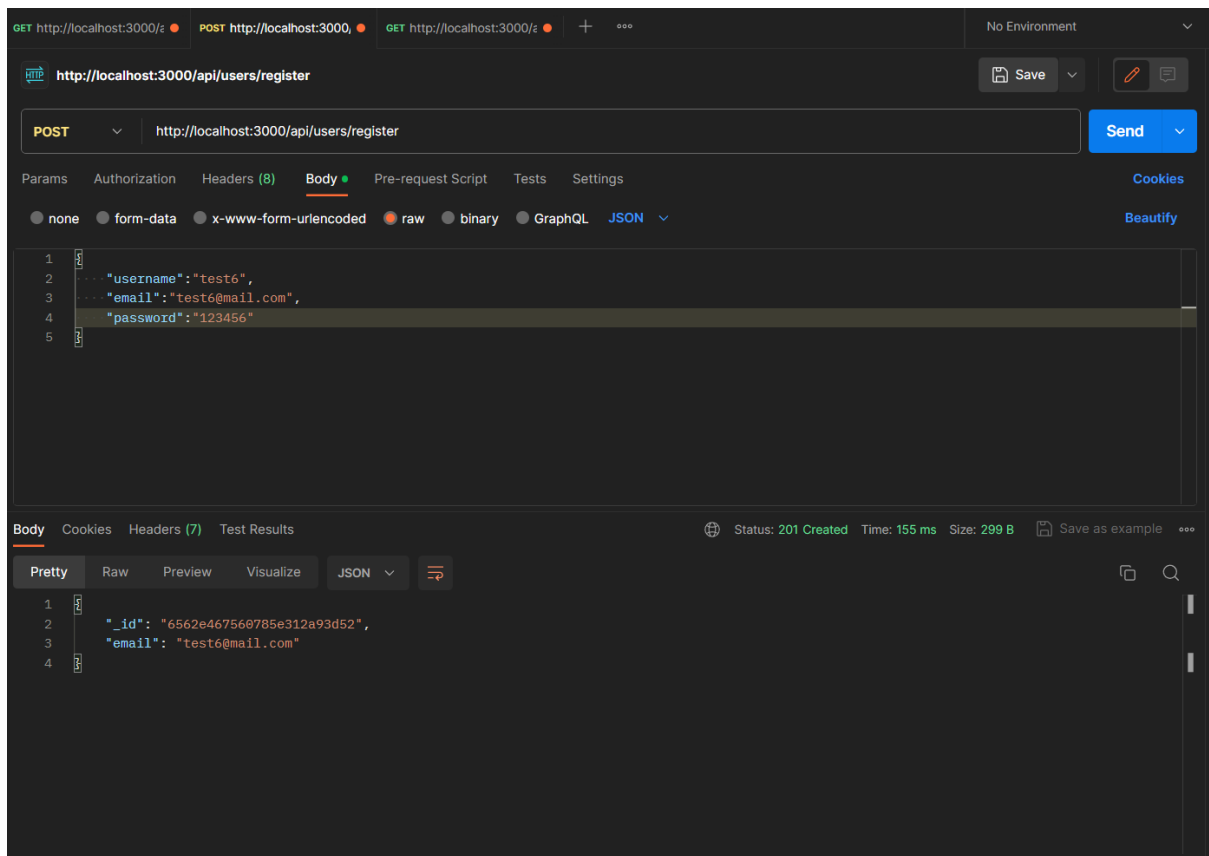 GET http://localhost:3000/a POST http://localhost:3000/ GET http://localhost:3000/a No Environment
HTTP http://localhost:3000/api/users/register Save
POST http://localhost:3000/api/users/register Send
Params Authorization Headers (8) Body Pre-request Script Tests Settings Cookies
none form-data x-www-form-urlencoded raw binary GraphQL JSON Beautify
1 {
2 "username":"test6",
3 "email":"test6@mail.com",
4 "password":"123456"
5 }
Body Cookies Headers (7) Test Results Status: 201 Created Time: 155 ms Size: 299 B Save as example
Pretty Raw Preview Visualize JSON
1 {
2 "_id": "6562e467560785e312a93d52",
3 "email": "test6@mail.com"
4 }